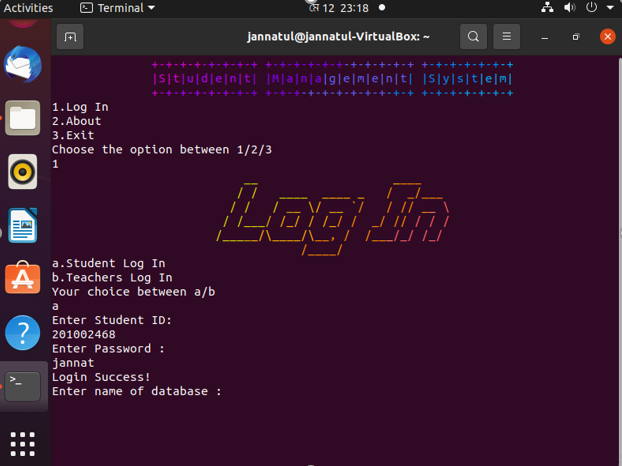 Activities Terminal মে 12 23:18
jannatul@jannatul-VirtualBox: ~
|S|t|u|d|e|n|t| |M|a|n|a|g|e|m|e|n|t| |S|y|s|t|e|m|
1.Log In
2.About
3.Exit
Choose the option between 1/2/3
1
Log In
a.Student Log In
b.Teachers Log In
Your choice between a/b
a
Enter Student ID:
201002468
Enter Password :
jannat
Login Success!
Enter name of database :